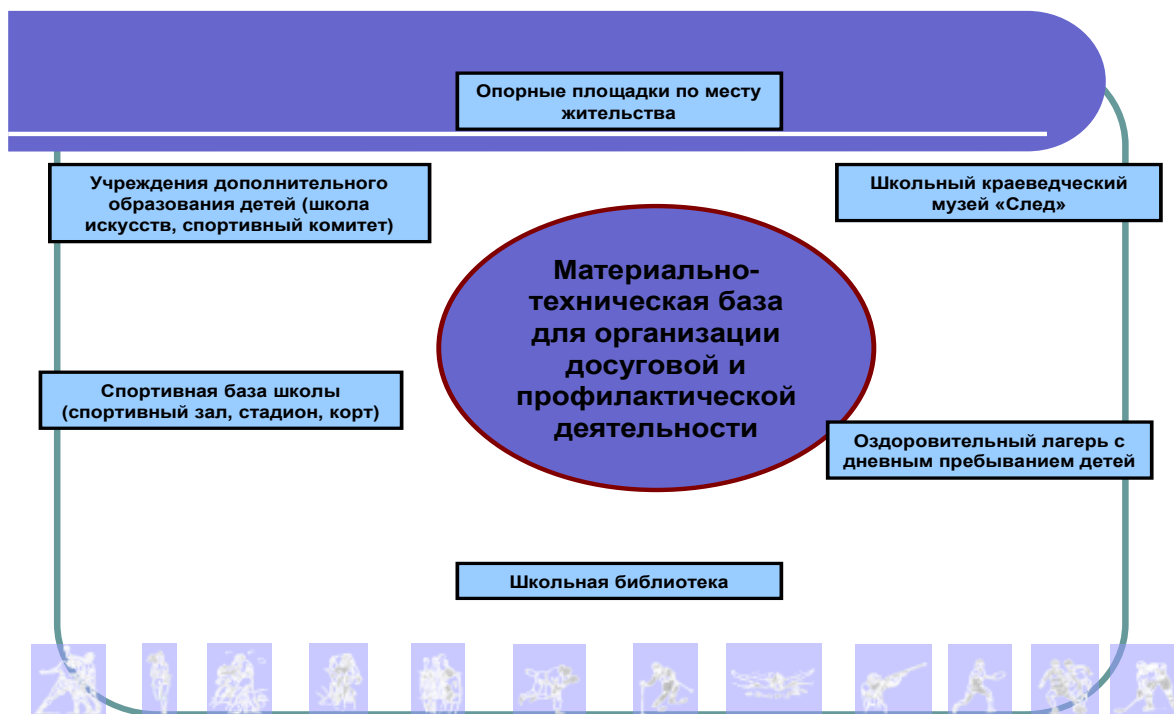 Опорные площадки по месту
жительства
Учреждения дополнительного
образования детей (школа
искусств, спортивный комитет)
Школьный краеведческий
музей «След»
Материально-
техническая база
для организации
досуговой и
профилактической
деятельности
Спортивная база школы
(спортивный зал, стадион, корт)
Оздоровительный лагерь с
дневным пребыванием детей
Школьная библиотека